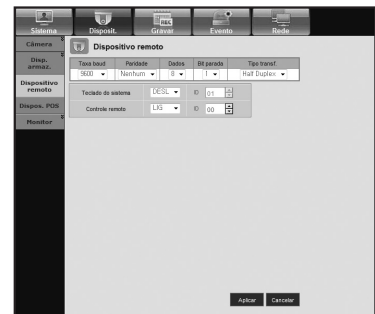 Sistema Disposit. Gravar Evento Rede
Câmera
Disp. armaz.
Dispositivo remoto
Dispos. POS
Monitor
REC
Dispositivo remoto
Taxa baud Paridade Dados Bit parada Tipo transf.
9600 Nenhum 8 1 Half Duplex
Teclado do sistema DESL ID 01
Controle remoto LIG ID 00
Aplicar Cancelar